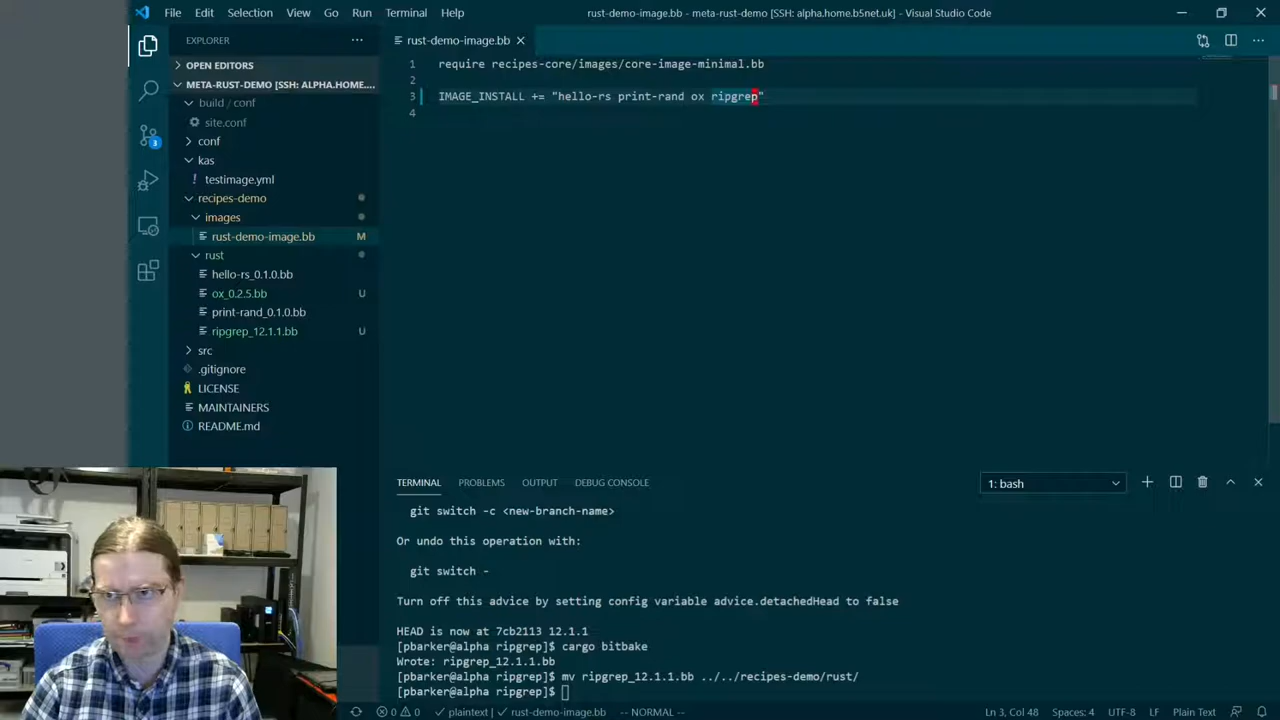 File Edit Selection View Go Run Terminal Help
rust-demo-image.bb - meta-rust-demo [SSH: alpha.home.b5net.uk] - Visual Studio Code
EXPLORER
rust-demo-image.bb
OPEN EDITORS
META-RUST-DEMO [SSH: ALPHA.HOME....
build / conf
site.conf
conf
kas
testimage.yml
recipes-demo
images
rust-demo-image.bb M
rust
hello-rs_0.1.0.bb
ox_0.2.5.bb U
print-rand_0.1.0.bb
ripgrep_12.1.1.bb U
src
.gitignore
LICENSE
MAINTAINERS
README.md
3
1 require recipes-core/images/core-image-minimal.bb
2
3 IMAGE_INSTALL += "hello-rs print-rand ox ripgrep"
4
TERMINAL PROBLEMS OUTPUT DEBUG CONSOLE
1: bash
git switch -c <new-branch-name>
Or undo this operation with:
git switch -
Turn off this advice by setting config variable advice.detachedHead to false
HEAD is now at 7cb2113 12.1.1
[pbarker@alpha ripgrep]$ cargo bitbake
Wrote: ripgrep_12.1.1.bb
[pbarker@alpha ripgrep]$ mv ripgrep_12.1.1.bb ../../recipes-demo/rust/
[pbarker@alpha ripgrep]$
0 0 plaintext | rust-demo-image.bb -- NORMAL -- Ln 3, Col 48 Spaces: 4 UTF-8 LF Plain Text